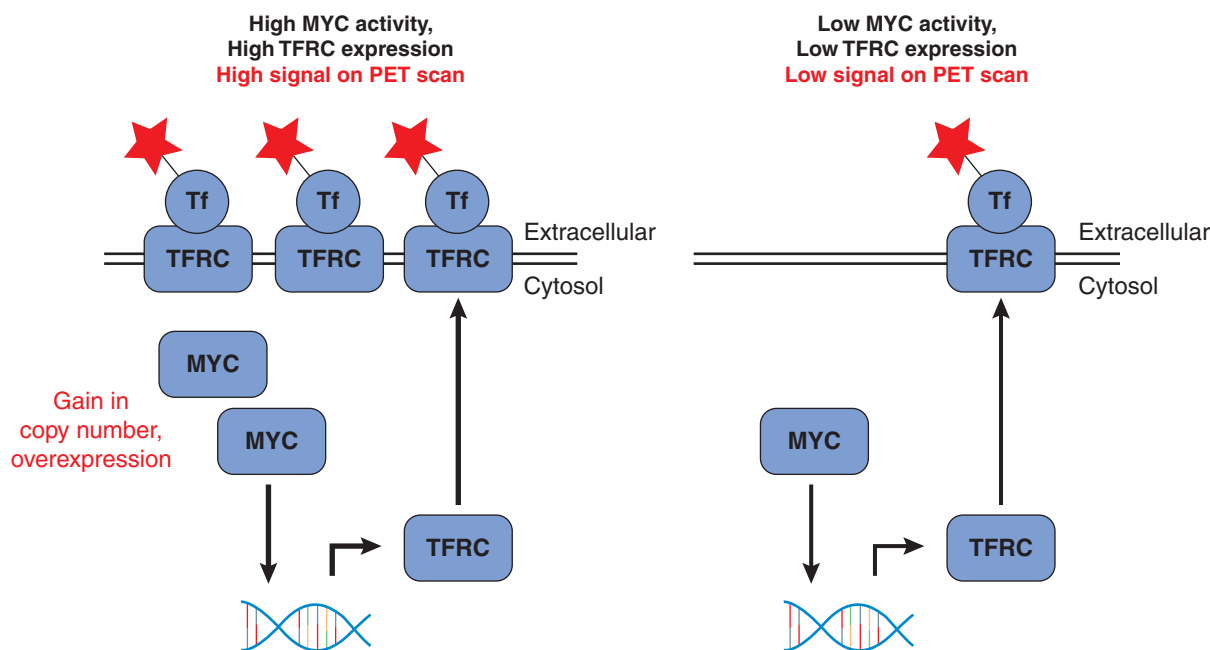 High MYC activity,
High TFRC expression
High signal on PET scan
Tf
Tf
Tf
TFRC
TFRC
TFRC
Extracellular
Cytosol
MYC
Gain in
copy number,
overexpression
MYC
TFRC
Low MYC activity,
Low TFRC expression
Low signal on PET scan
Tf
TFRC
Extracellular
Cytosol
MYC
TFRC